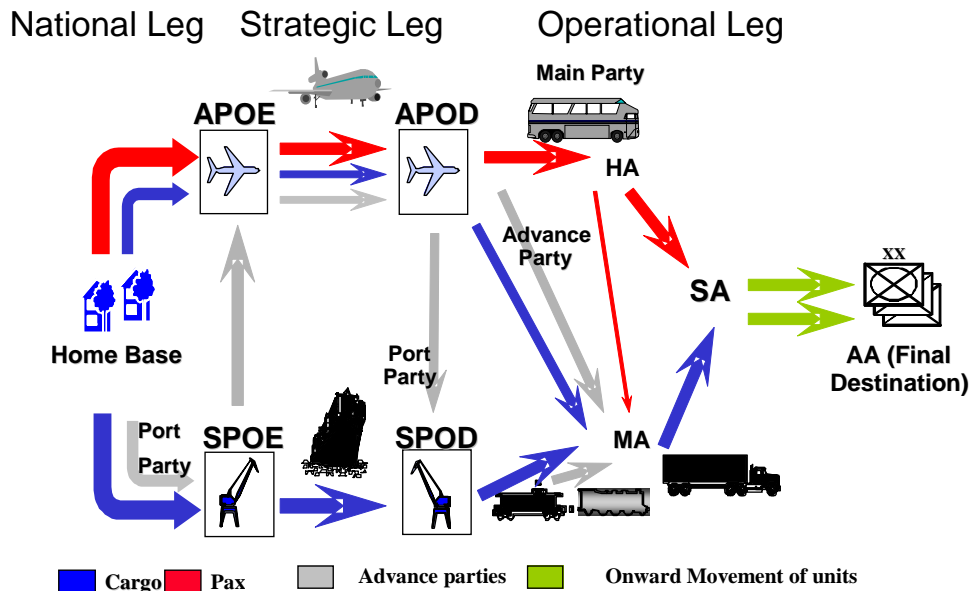 National Leg
Strategic Leg
Operational Leg
Main Party
APOE
APOD
HA
Advance
Party
XX
SA
Home Base
Port
Party
AA (Final
Destination)
Port
Party
SPOE
SPOD
MA
Cargo
Pax
Advance parties
Onward Movement of units